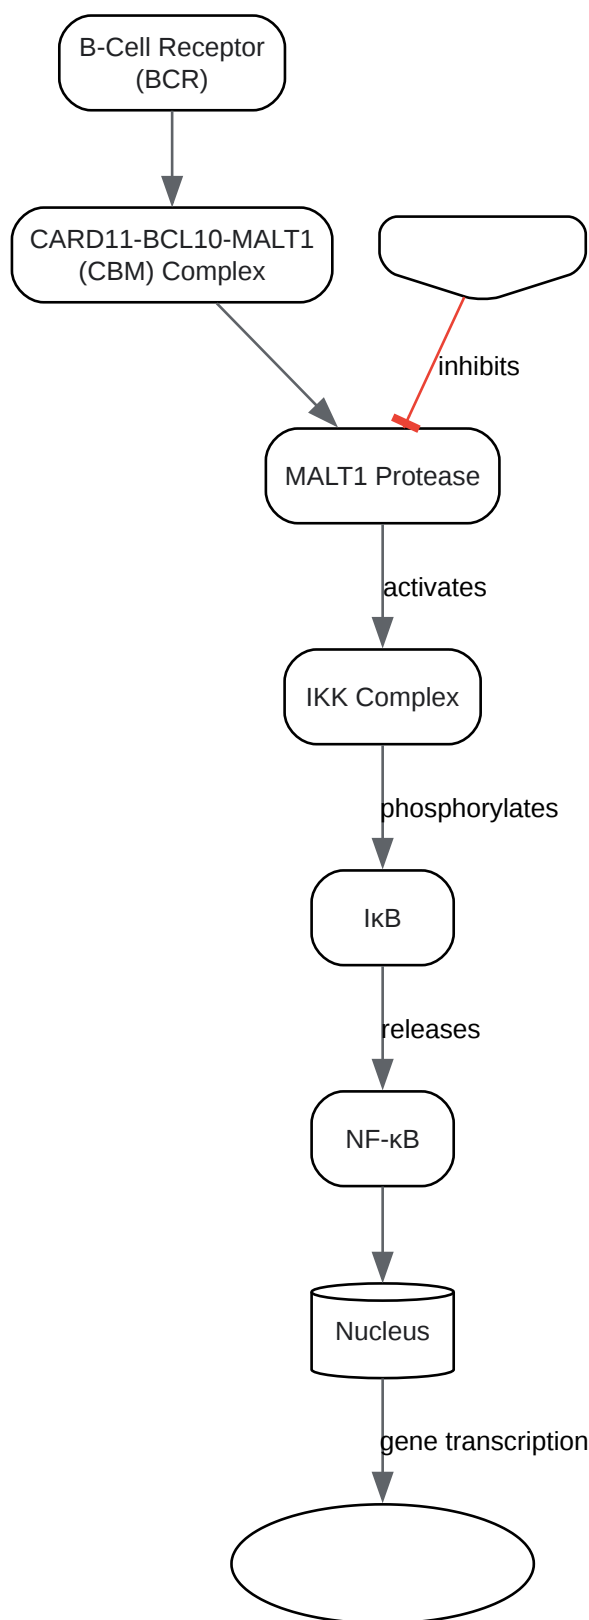 B-Cell Receptor
(BCR)
CARD11-BCL10-MALT1
(CBM) Complex
inhibits
MALT1 Protease
activates
IKK Complex
phosphorylates
IκB
releases
NF-κB
Nucleus
gene transcription